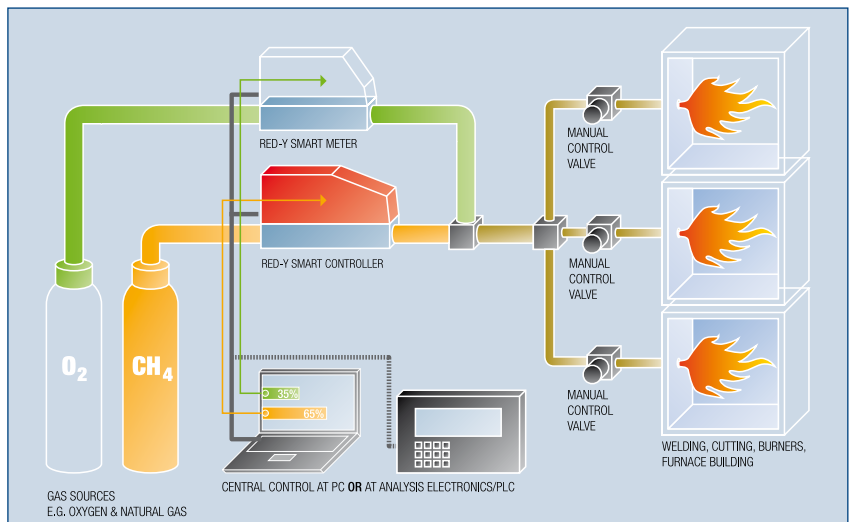 RED-Y SMART METER
MANUAL
CONTROL
VALVE
RED-Y SMART CONTROLLER
MANUAL
CONTROL
VALVE
O2
CH4
35%
65%
MANUAL
CONTROL
VALVE
WELDING, CUTTING, BURNERS,
FURNACE BUILDING
CENTRAL CONTROL AT PC OR AT ANALYSIS ELECTRONICS/PLC
GAS SOURCES
E.G. OXYGEN & NATURAL GAS